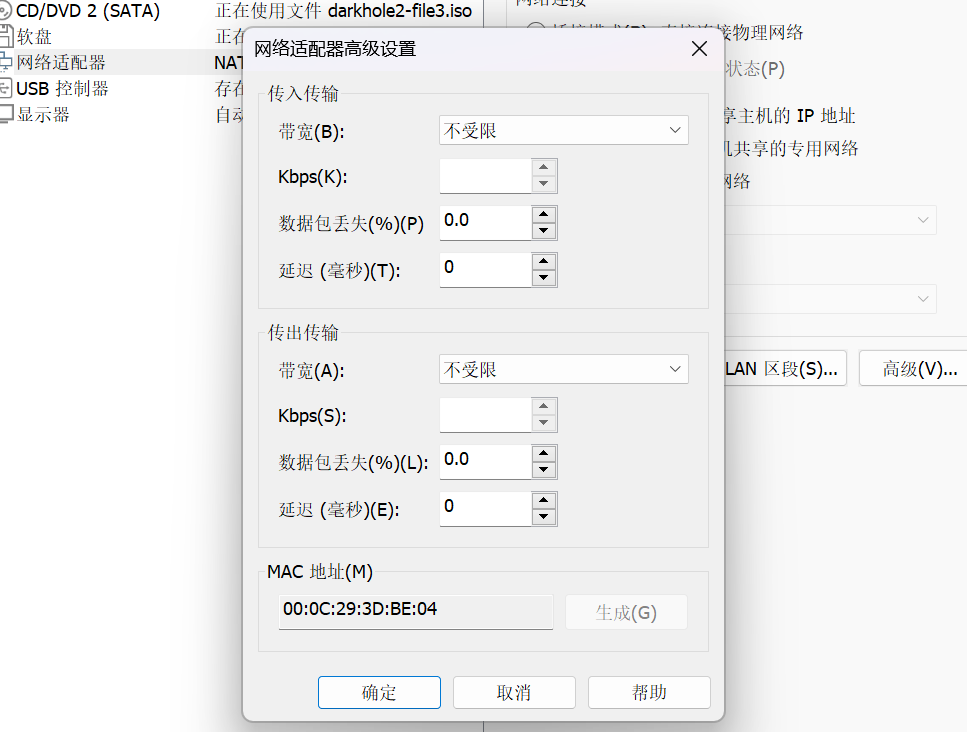 CD/DVD 2 (SATA) 正在使用文件 darkhole2-file3.iso
软盘 正在
网络适配器 NAT
USB 控制器 存在
显示器 自动
网络连接
物理网络
状态(P)
享主机的 IP 地址
机共享的专用网络
网络
LAN 区段(S)...
高级(V)...
网络适配器高级设置
传入传输
带宽(B): 不受限
Kbps(K):
数据包丢失(%)(P) 0.0
延迟 (毫秒)(T): 0
传出传输
带宽(A): 不受限
Kbps(S):
数据包丢失(%)(L): 0.0
延迟 (毫秒)(E): 0
MAC 地址(M)
00:0C:29:3D:BE:04 生成(G)
确定 取消 帮助